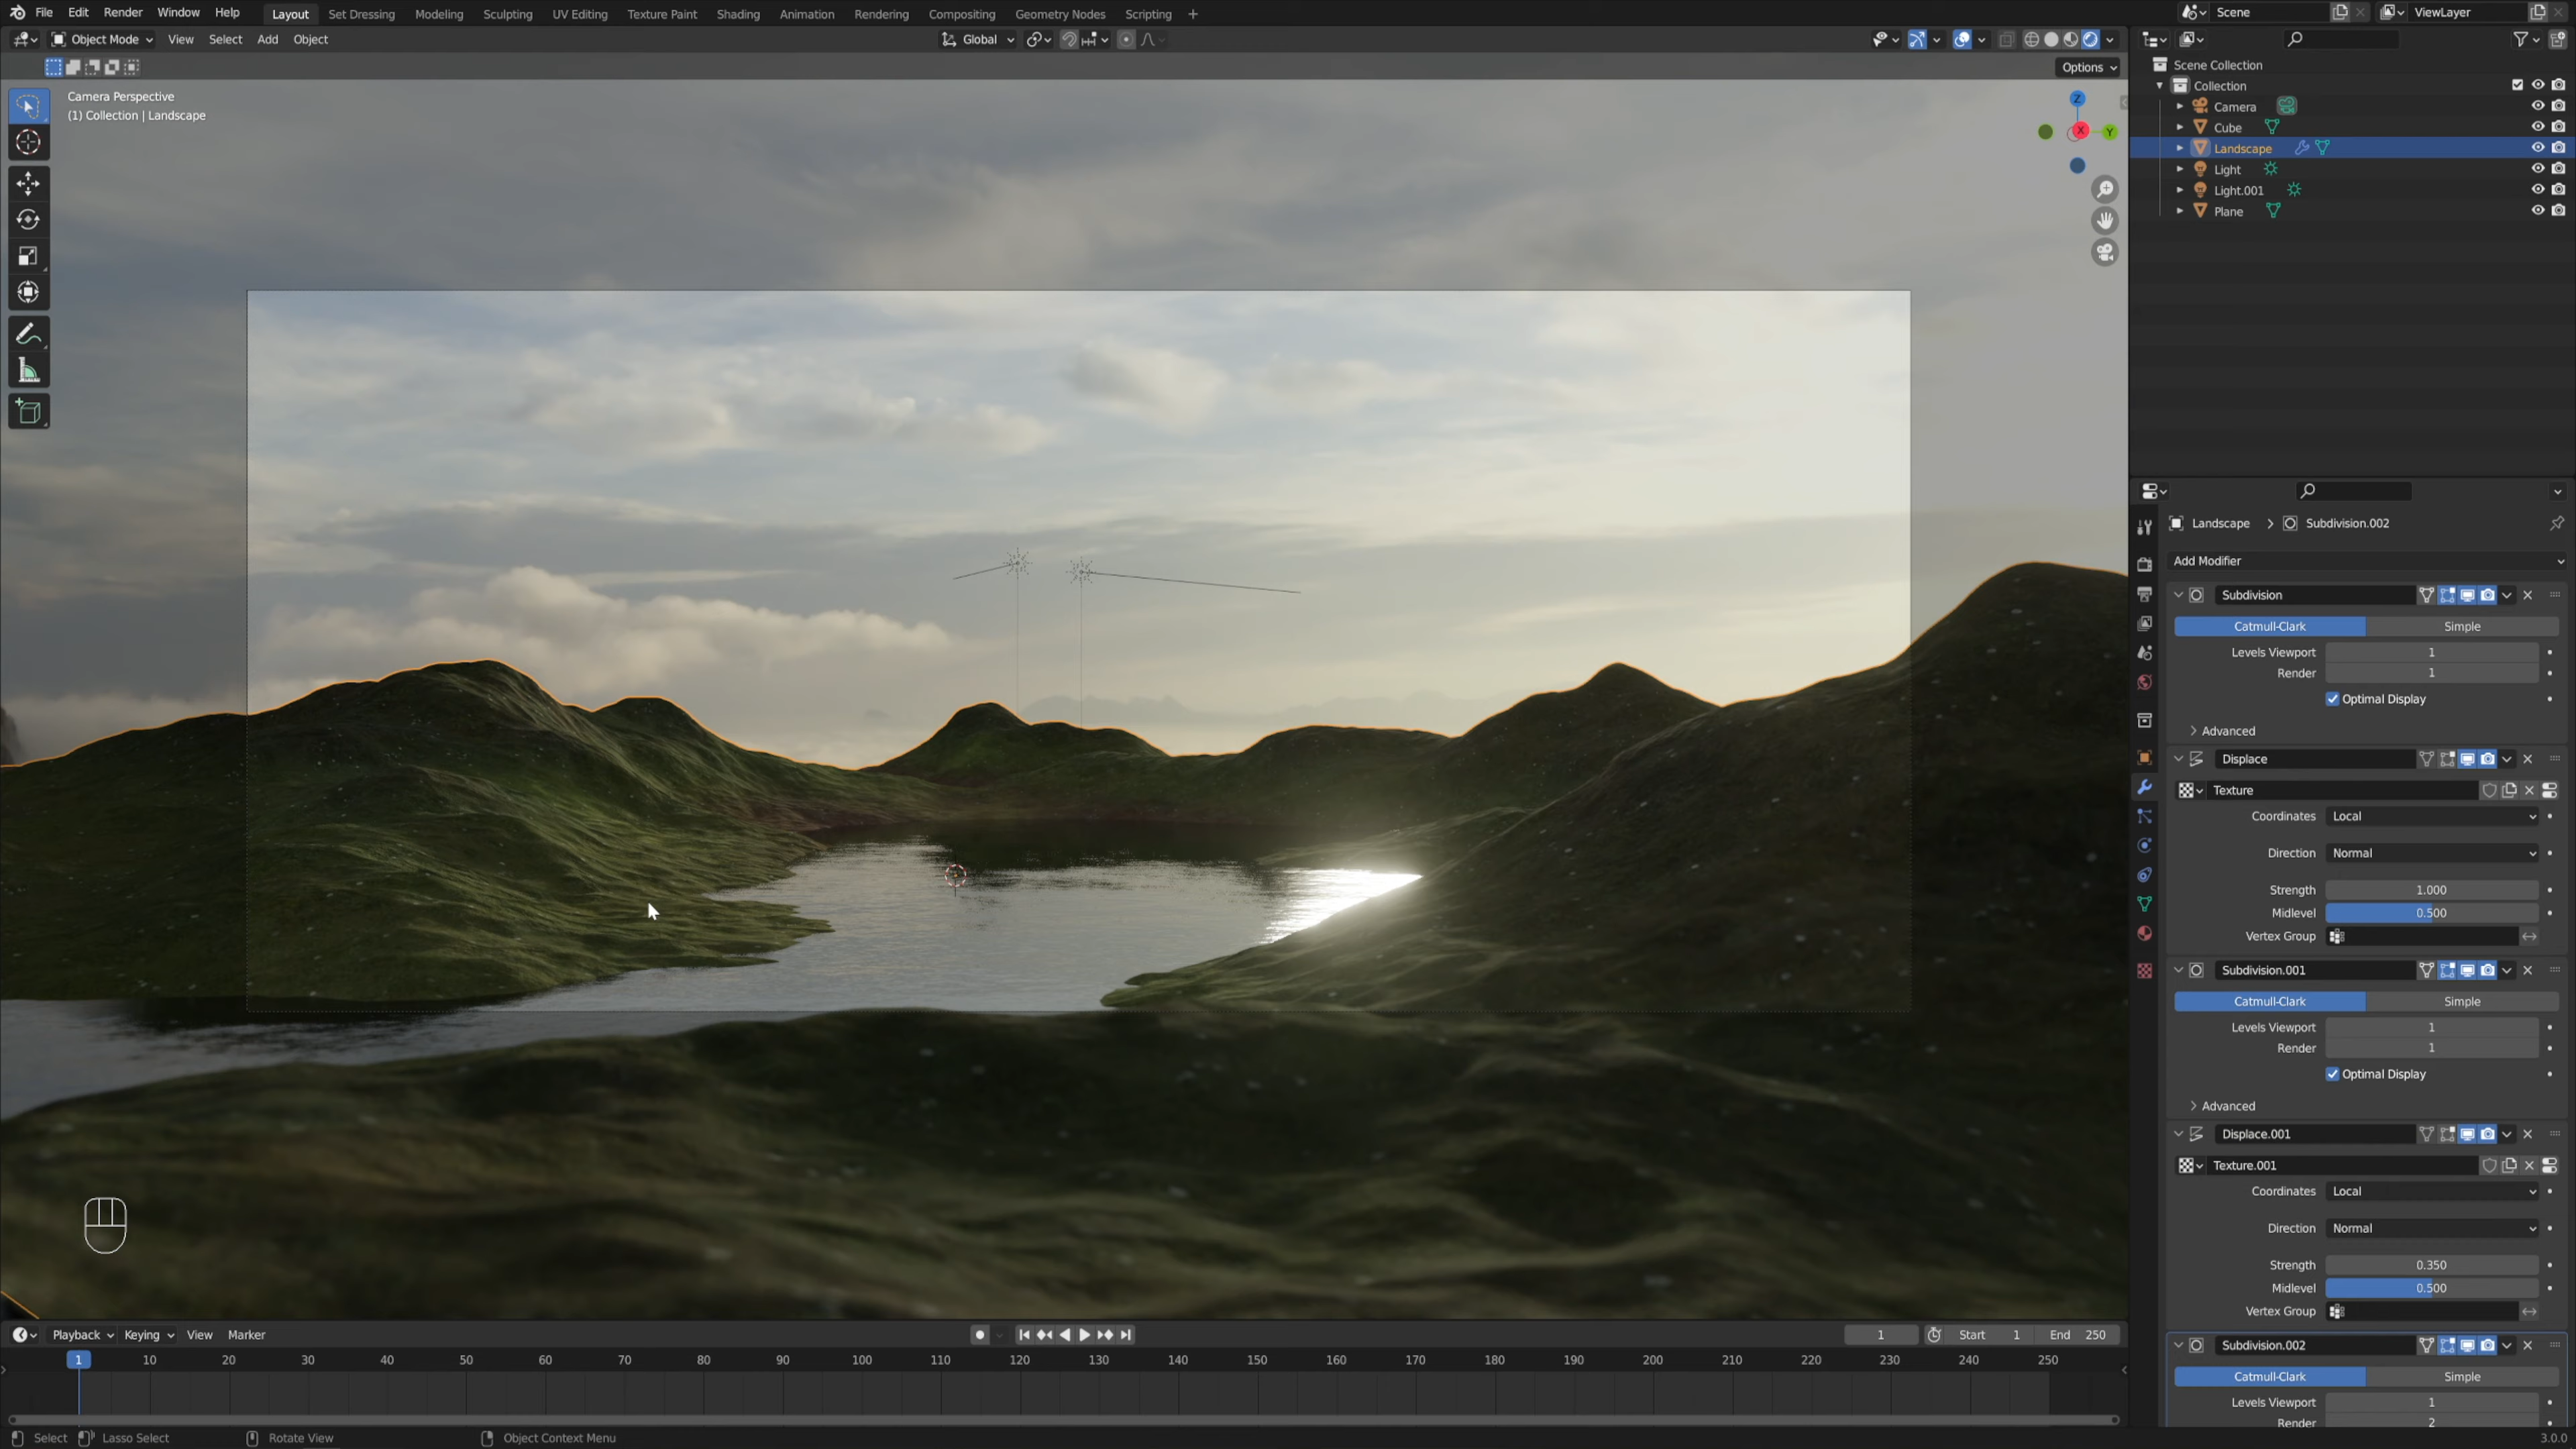 File Edit Render Window Help Layout Set Dressing Modeling Sculpting UV Editing Texture Paint Shading Animation Rendering Compositing Geometry Nodes Scripting + Scene ViewLayer
Object Mode View Select Add Object Global
Options
Camera Perspective
(1) Collection | Landscape
Z
X
Y
Scene Collection
Collection
Camera
Cube
Landscape
Light
Light.001
Plane
Landscape > Subdivision.002
Add Modifier
Subdivision
Catmull-Clark Simple
Levels Viewport 1
Render 1
Optimal Display
Advanced
Displace
Texture
Coordinates Local
Direction Normal
Strength 1.000
Midlevel 0.500
Vertex Group
Subdivision.001
Catmull-Clark Simple
Levels Viewport 1
Render 1
Optimal Display
Advanced
Displace.001
Texture.001
Coordinates Local
Direction Normal
Strength 0.350
Midlevel 0.500
Vertex Group
Subdivision.002
Catmull-Clark Simple
Levels Viewport 1
Render 2
Playback Keying View Marker 1 Start 1 End 250
1 10 20 30 40 50 60 70 80 90 100 110 120 130 140 150 160 170 180 190 200 210 220 230 240 250
Select Lasso Select Rotate View Object Context Menu 3.0.0